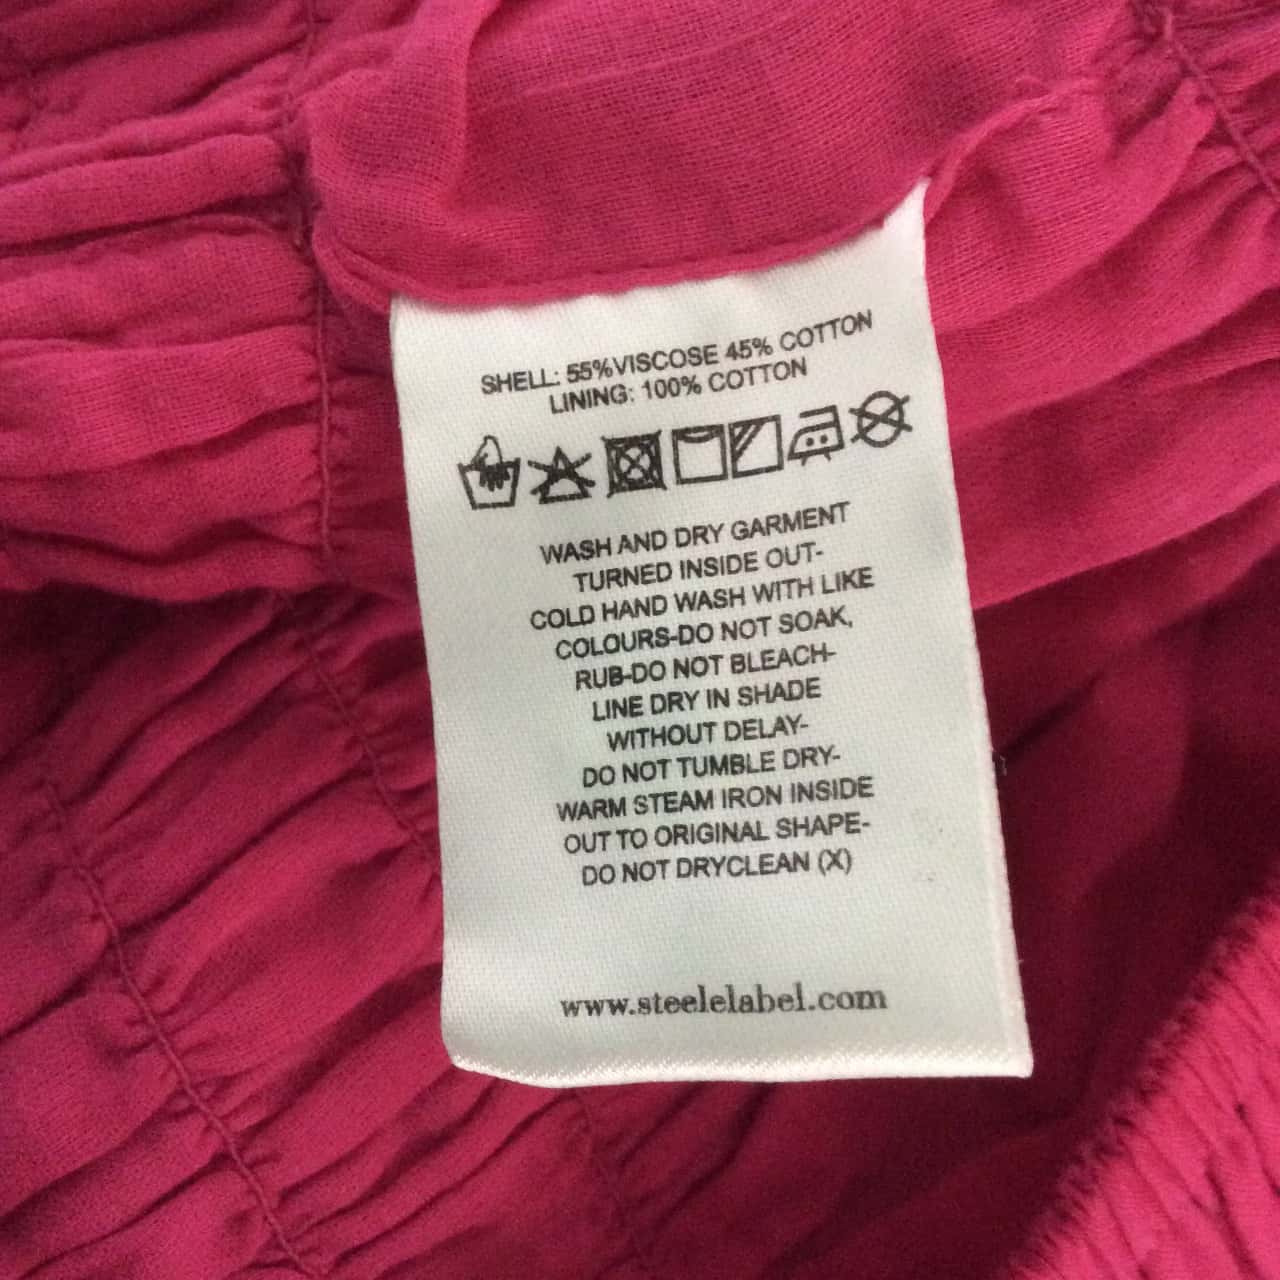 SHELL: 55%VISCOSE 45% COTTON
LINING: 100% COTTON
WASH AND DRY GARMENT
TURNED INSIDE OUT-
COLD HAND WASH WITH LIKE
COLOURS-DO NOT SOAK,
RUB-DO NOT BLEACH-
LINE DRY IN SHADE
WITHOUT DELAY-
DO NOT TUMBLE DRY-
WARM STEAM IRON INSIDE
OUT TO ORIGINAL SHAPE-
DO NOT DRYCLEAN (X)
www.steelelabel.com